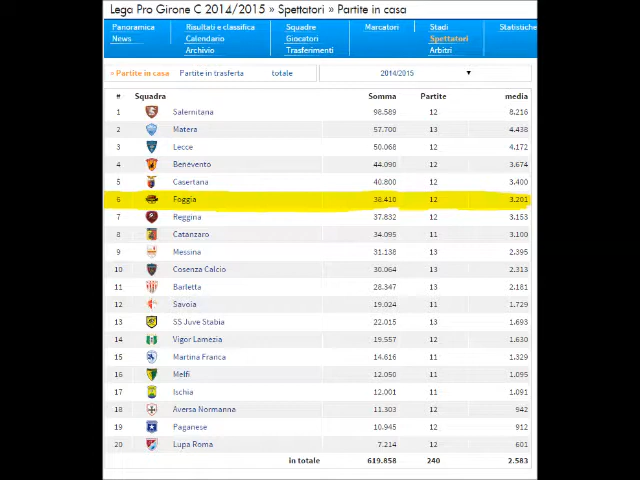 Lega Pro Girone C 2014/2015 » Spettatori » Partite in casa
Panoramica Risultati e classifica Squadre Marcatori Stadi Statistiche
News Calendario Giocatori Spettatori
Archivio Trasferimenti Arbitri
» Partite in casa Partite in trasferta totale 2014/2015
# Squadra Somma Partite media
1 Salernitana 98.589 12 8.216
2 Matera 57.700 13 4.438
3 Lecce 50.068 12 4.172
4 Benevento 44.090 12 3.674
5 Casertana 40.800 12 3.400
6 Foggia 38.410 12 3.201
7 Reggina 37.832 12 3.153
8 Catanzaro 34.095 11 3.100
9 Messina 31.138 13 2.395
10 Cosenza Calcio 30.064 13 2.313
11 Barletta 28.347 13 2.181
12 Savoia 19.024 11 1.729
13 SS Juve Stabia 22.015 13 1.693
14 Vigor Lamezia 19.557 12 1.630
15 Martina Franca 14.616 11 1.329
16 Melfi 12.050 11 1.095
17 Ischia 12.001 11 1.091
18 Aversa Normanna 11.303 12 942
19 Paganese 10.945 12 912
20 Lupa Roma 7.214 12 601
in totale 619.858 240 2.583